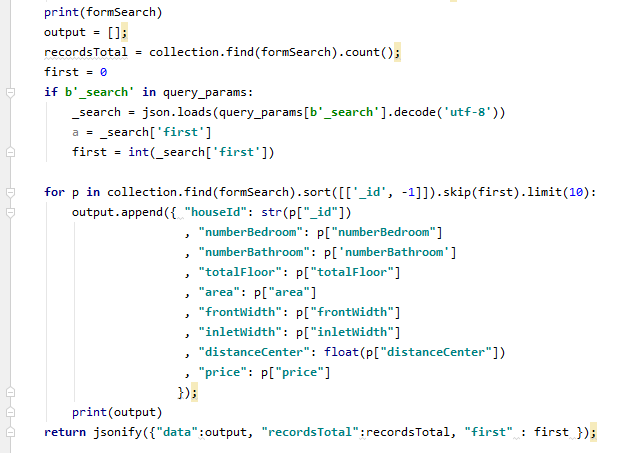 print(formSearch)
output = [];
recordsTotal = collection.find(formSearch).count();
first = 0
if b'_search' in query_params:
    _search = json.loads(query_params[b'_search'].decode('utf-8'))
    a = _search['first']
    first = int(_search['first'])

for p in collection.find(formSearch).sort([['_id', -1]]).skip(first).limit(10):
    output.append({ "houseId": str(p["_id"])
                    , "numberBedroom": p["numberBedroom"]
                    , "numberBathroom": p['numberBathroom']
                    , "totalFloor": p["totalFloor"]
                    , "area": p["area"]
                    , "frontWidth": p["frontWidth"]
                    , "inletWidth": p["inletWidth"]
                    , "distanceCenter": float(p["distanceCenter"])
                    , "price": p["price"]
                   });
    print(output)
return jsonify({"data":output, "recordsTotal":recordsTotal, "first" : first });